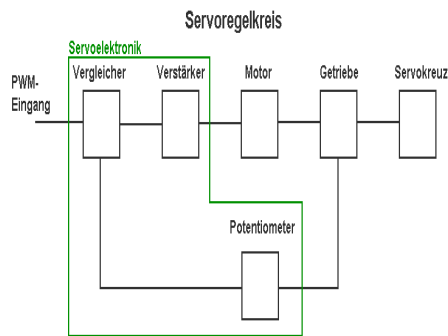 Servoregelkreis
Servoelektronik
PWM-
Eingang
Vergleicher
Verstärker
Motor
Getriebe
Servokreuz
Potentiometer